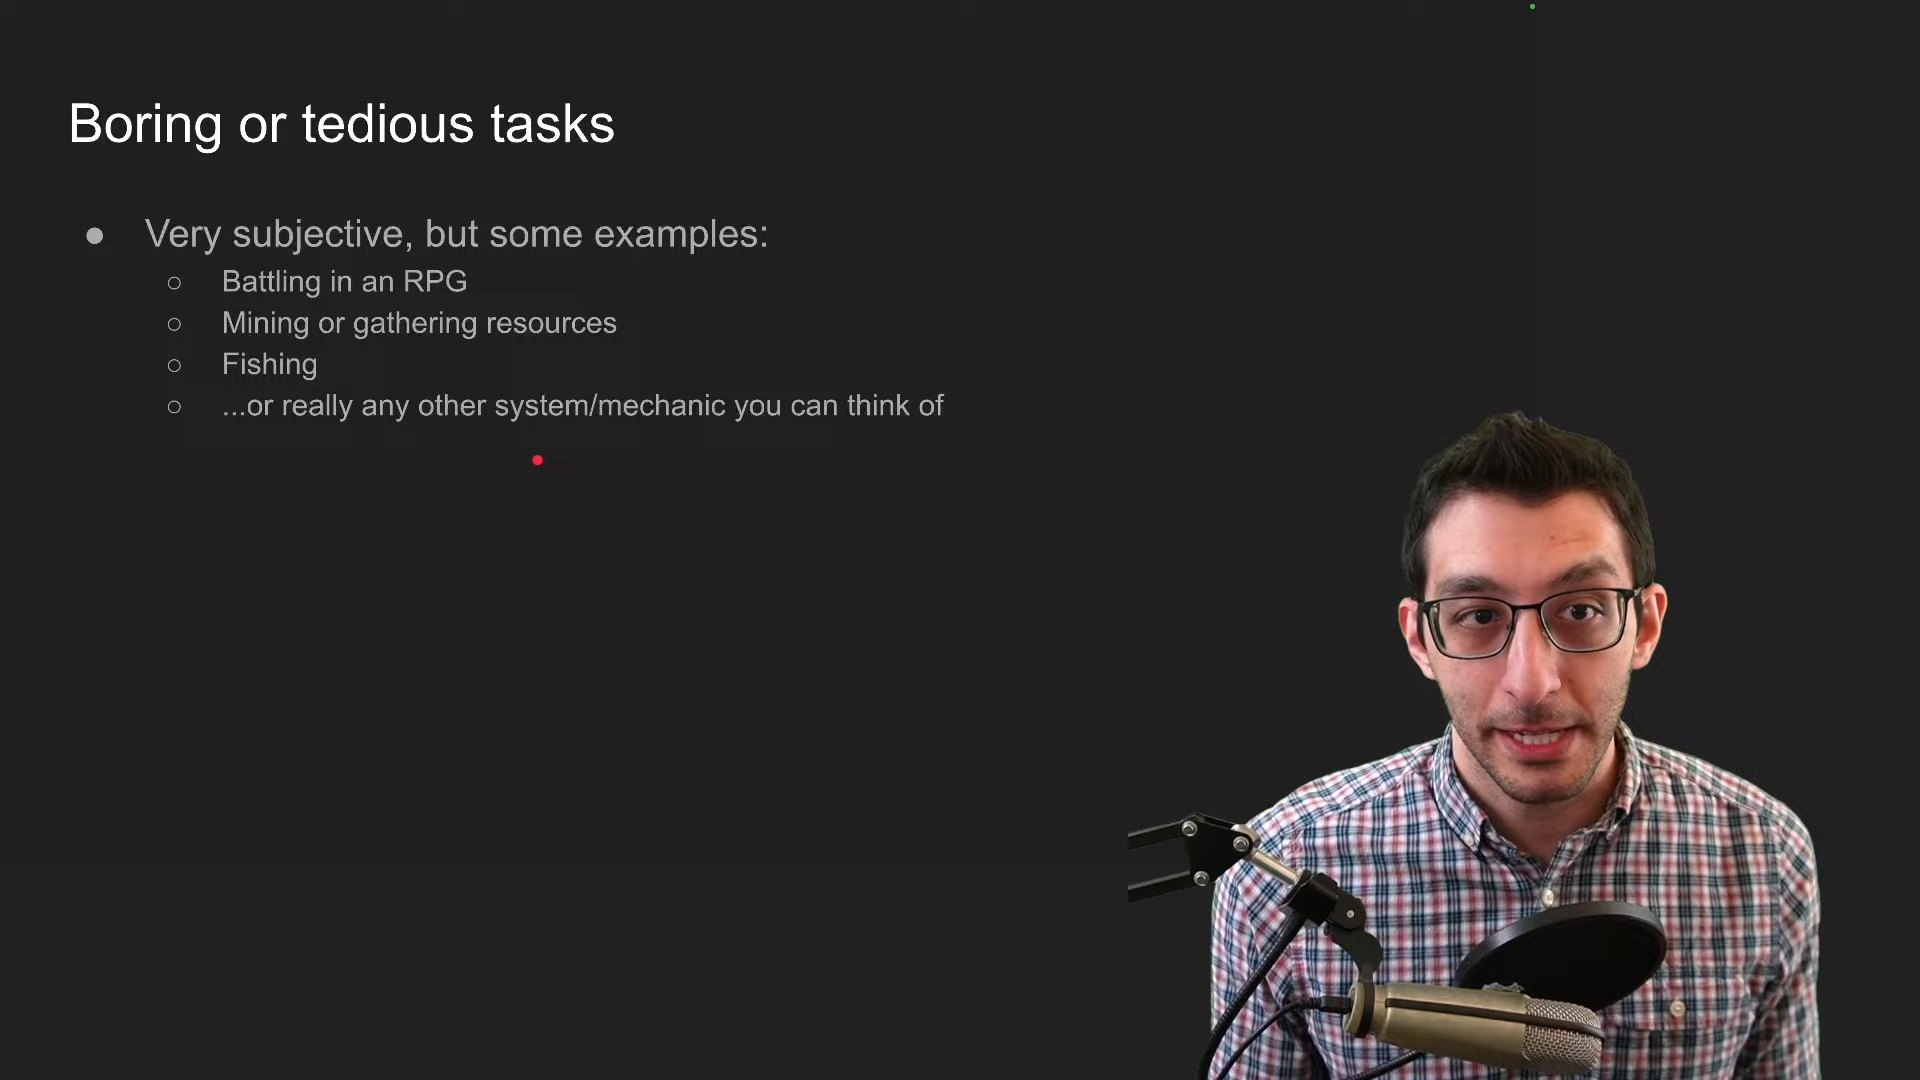 Boring or tedious tasks
● Very subjective, but some examples:
○ Battling in an RPG
○ Mining or gathering resources
○ Fishing
○ ...or really any other system/mechanic you can think of